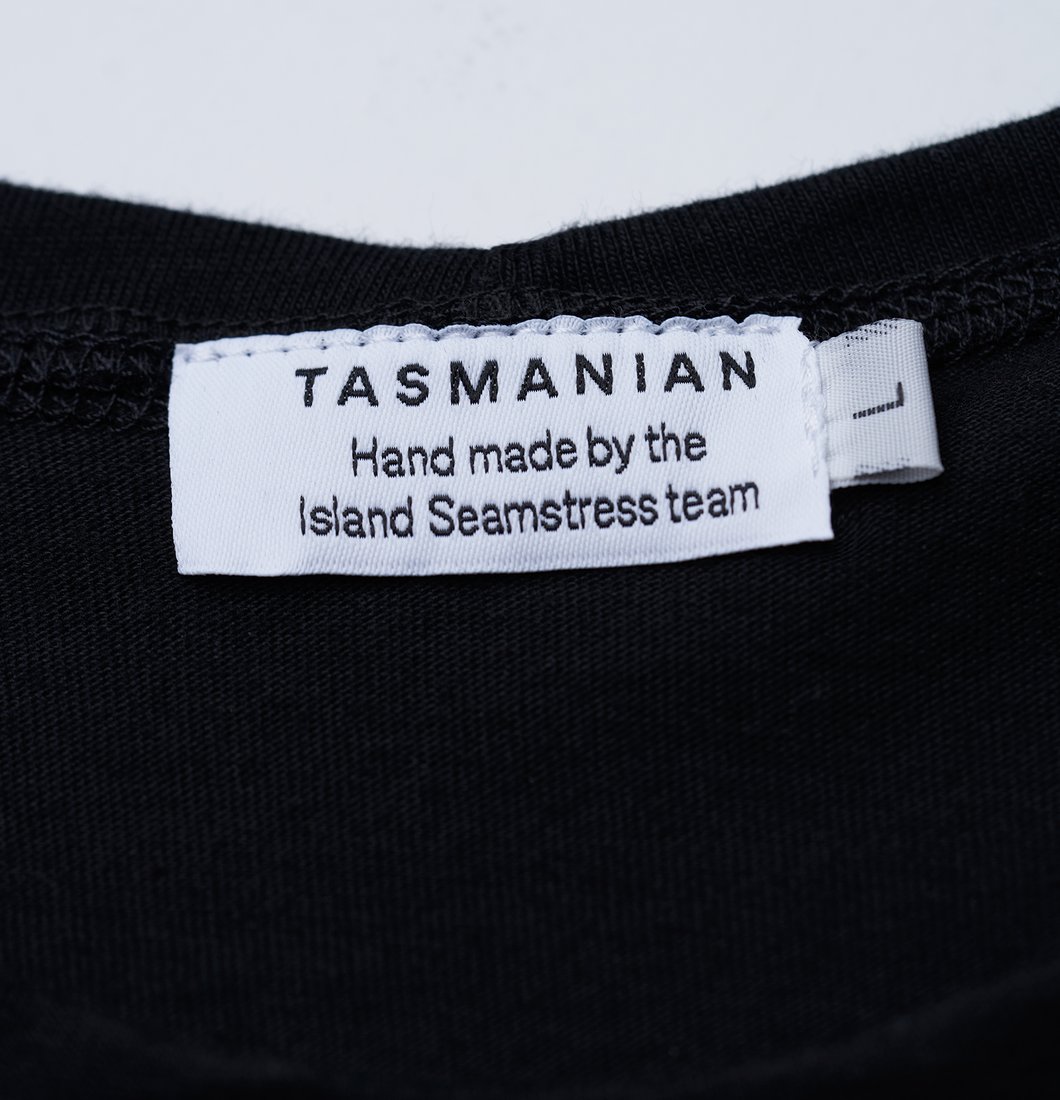 TASMANIAN
Hand made by the
Island Seamstress team
L